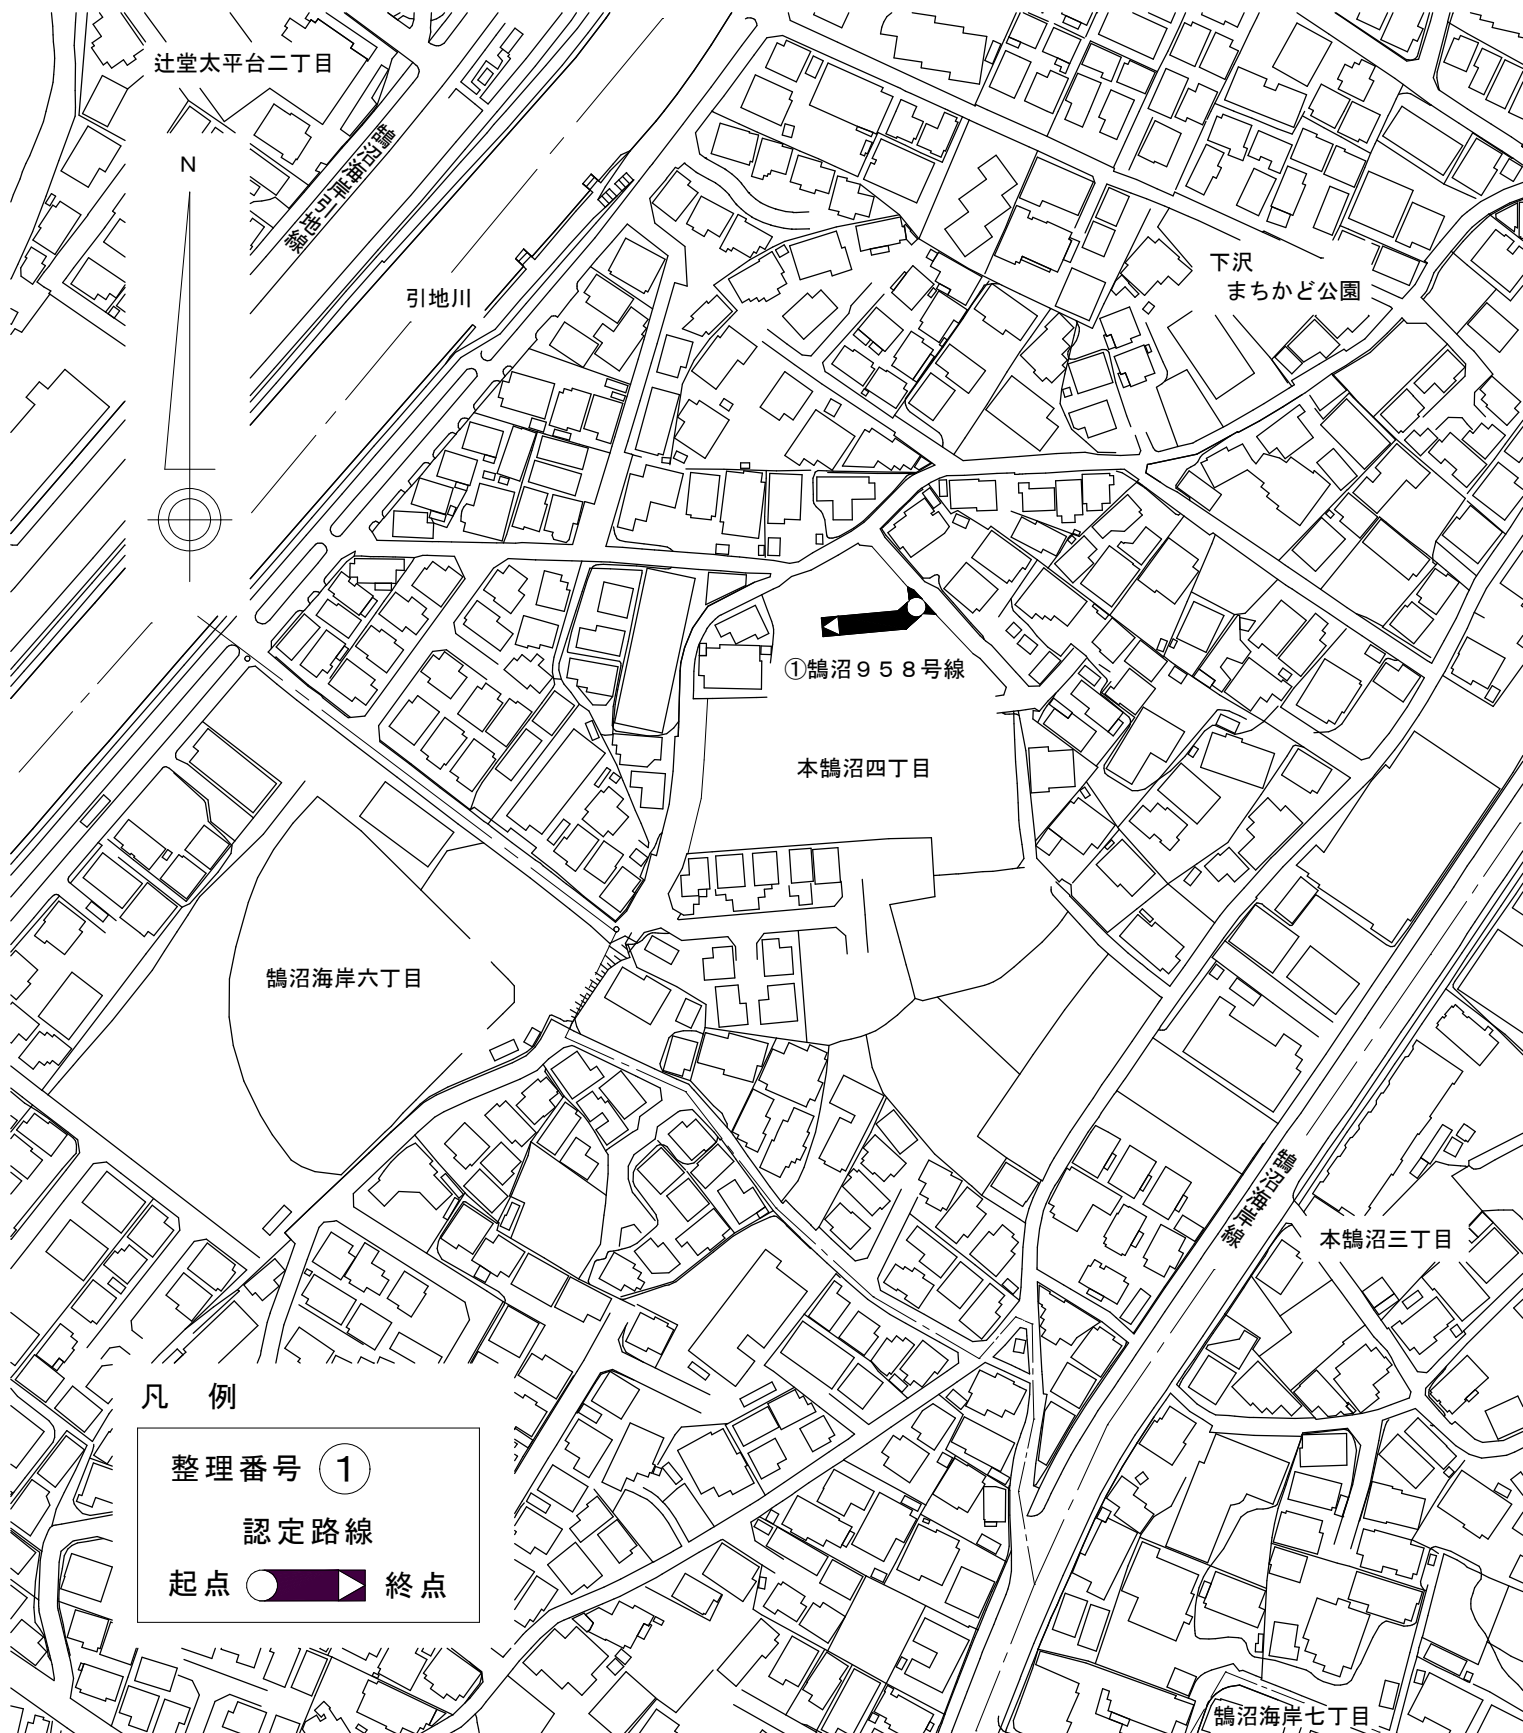 辻堂太平台二丁目
鵠沼海岸引地線
N
引地川
下沢
まちかど公園
①鵠沼９５８号線
本鵠沼四丁目
鵠沼海岸六丁目
鵠沼海岸線
本鵠沼三丁目
凡　例
整理番号 ①
認定路線
起点　終点
鵠沼海岸七丁目